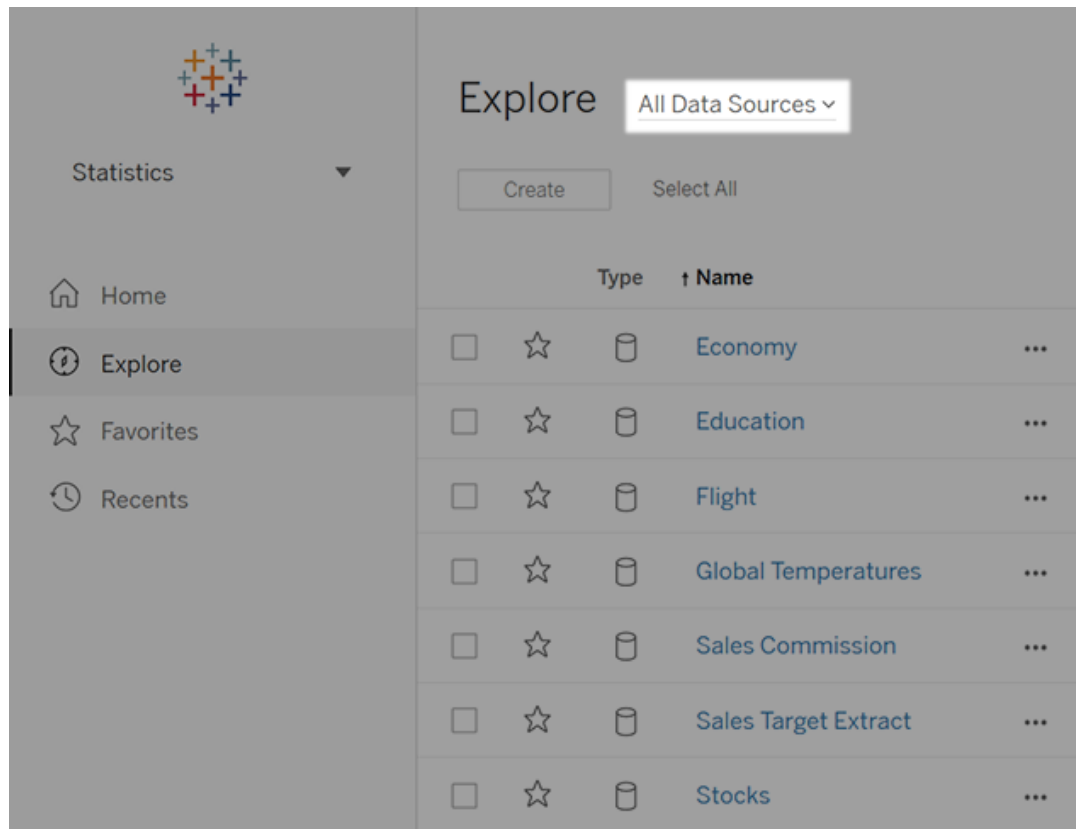 Explore All Data Sources
Statistics
Create Select All
Type ↑ Name
Home
Explore
Favorites
Recents
Economy
Education
Flight
Global Temperatures
Sales Commission
Sales Target Extract
Stocks